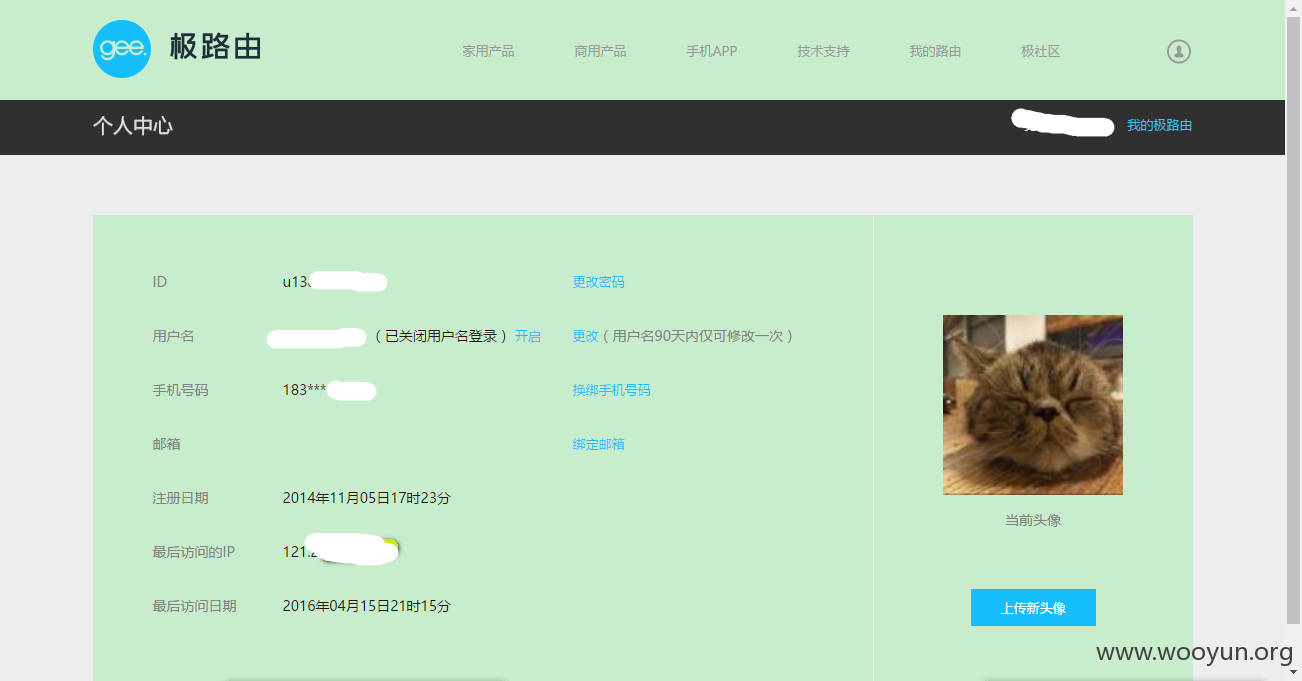 gee. 极路由
家用产品 商用产品 手机APP 技术支持 我的路由 极社区
个人中心 我的极路由
ID u13 更改密码
用户名 （已关闭用户名登录） 开启 更改（用户名90天内仅可修改一次）
手机号码 183*** 换绑手机号码
邮箱 绑定邮箱
注册日期 2014年11月05日17时23分
当前头像
最后访问的IP 121.
最后访问日期 2016年04月15日21时15分
上传新头像
www.wooyun.org